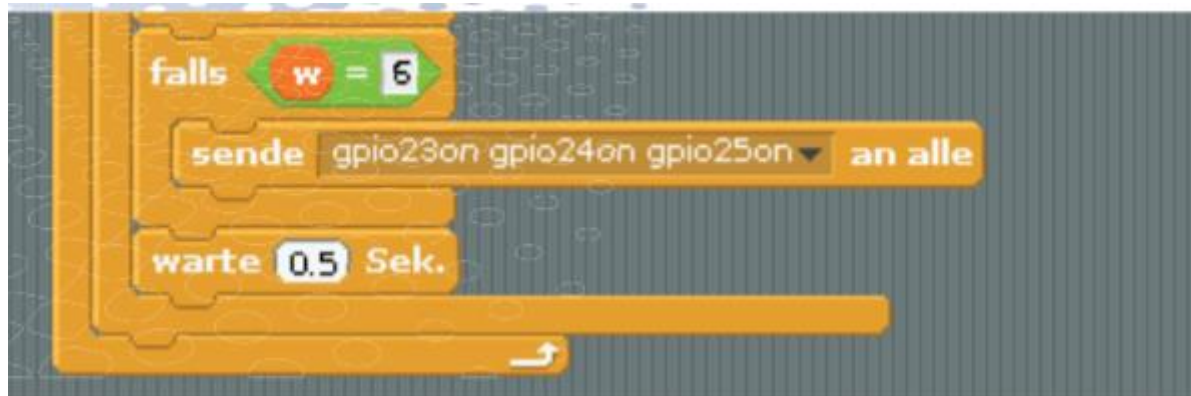 falls w = 6
sende gpio23on gpio24on gpio25on an alle
warte 0.5 Sek.